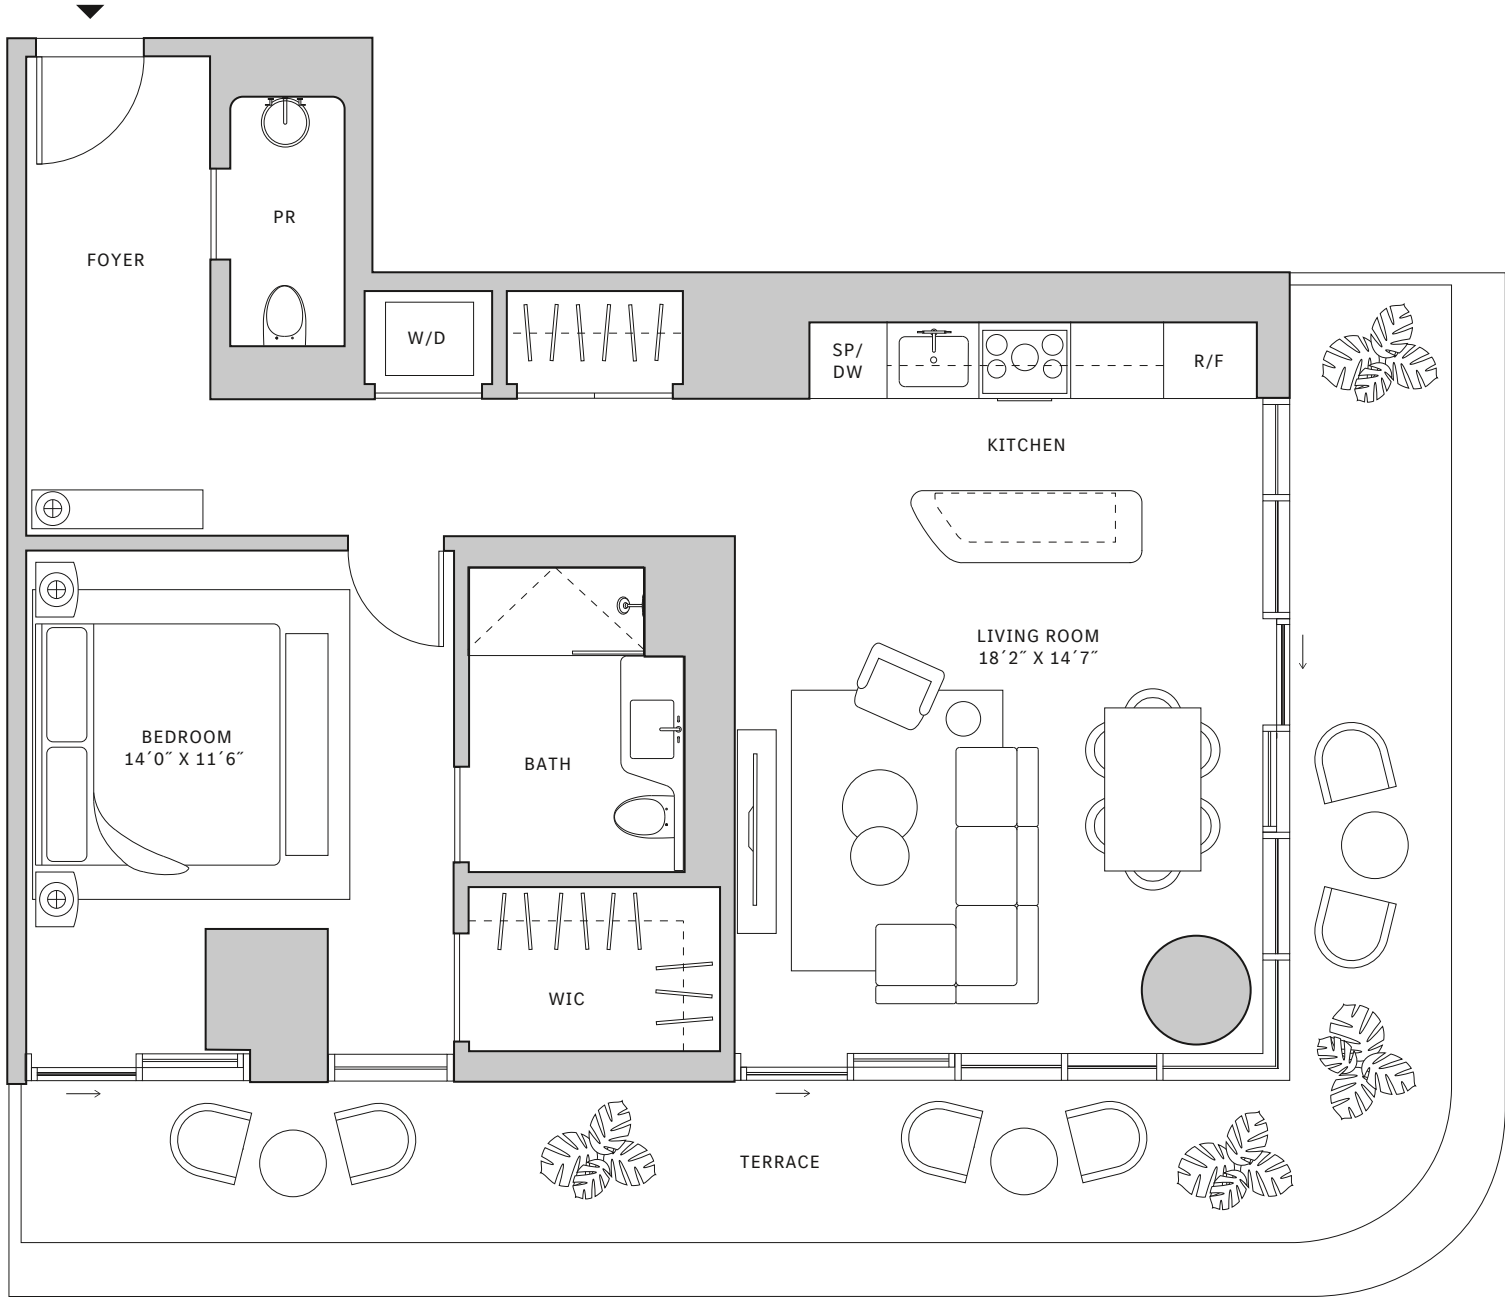 PR
FOYER
W/D
SP/
DW
R/F
KITCHEN
LIVING ROOM
18´2˝ X 14´7˝
BEDROOM
14´0˝ X 11´6˝
BATH
WIC
TERRACE